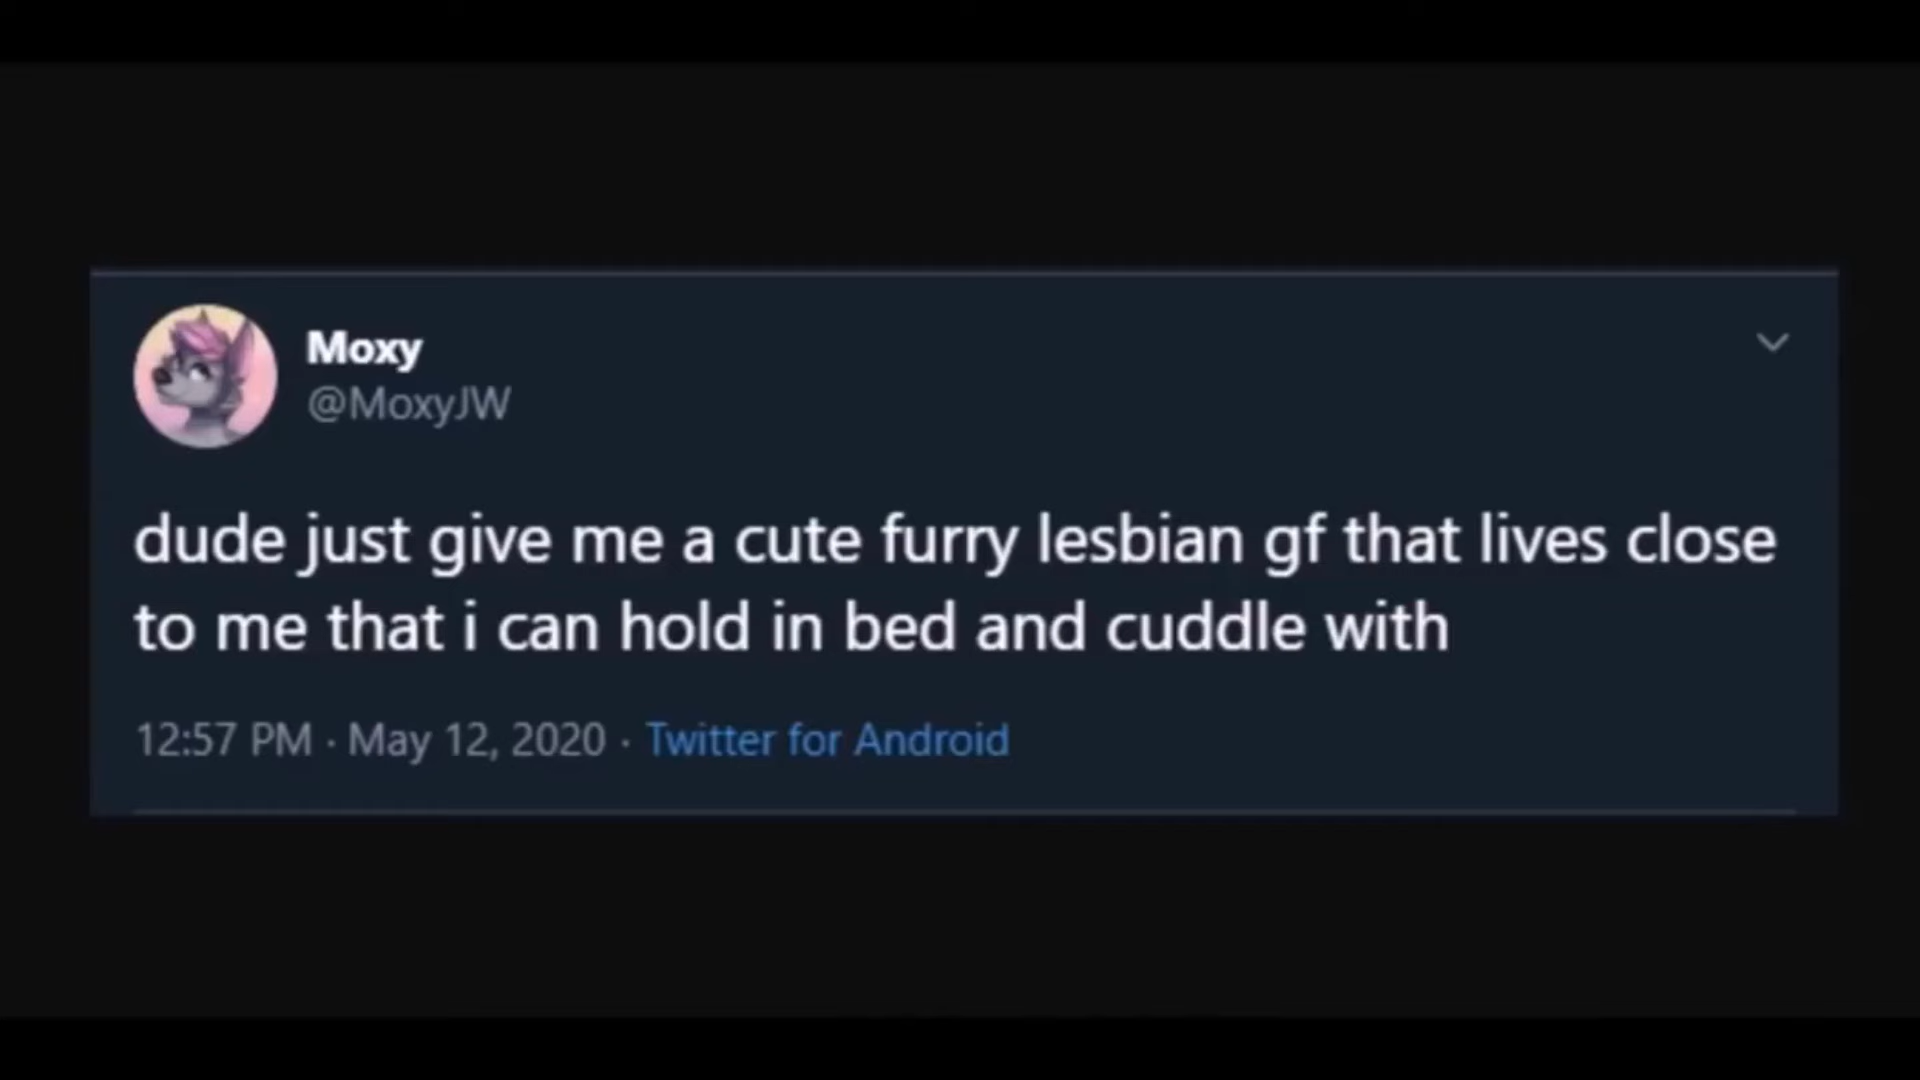 Moxy
@MoxyJW
dude just give me a cute furry lesbian gf that lives close
to me that i can hold in bed and cuddle with
12:57 PM · May 12, 2020 · Twitter for Android